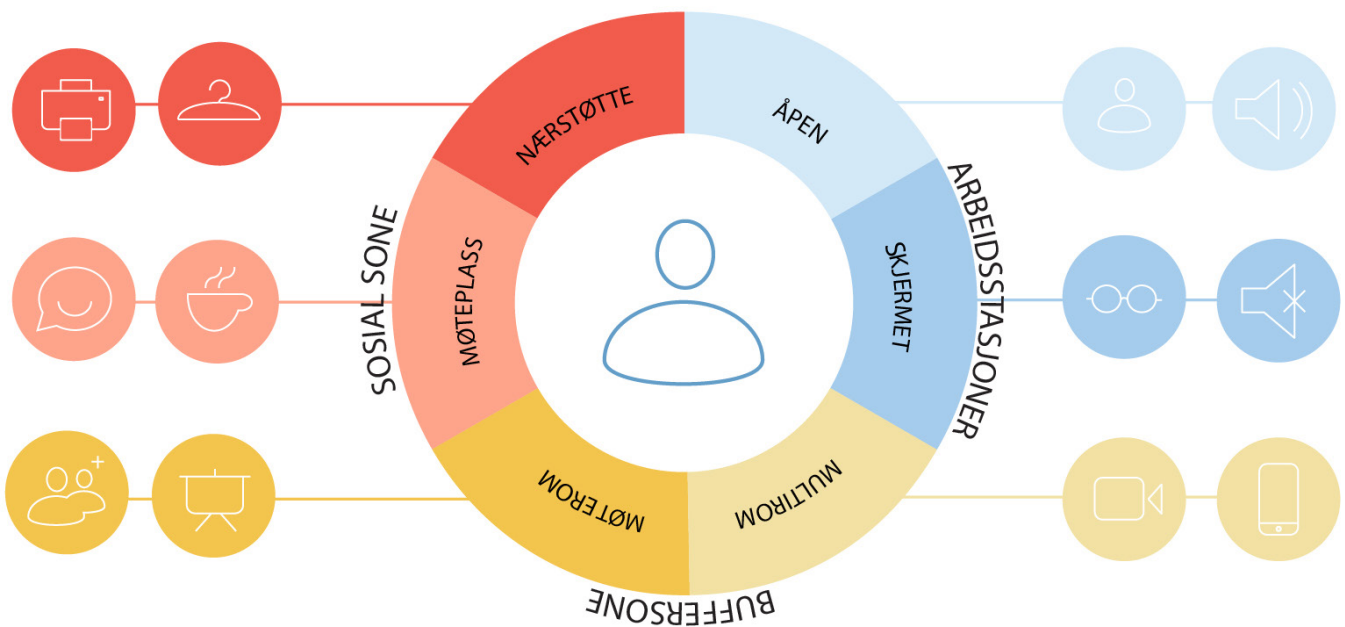 NÆRSTØTTE
ÅPEN
SKJERMET
MULTIROM
MØTEROM
MØTEPLASS
SOSIAL SONE
ARBEIDSSTASJONER
BUFFERSONE